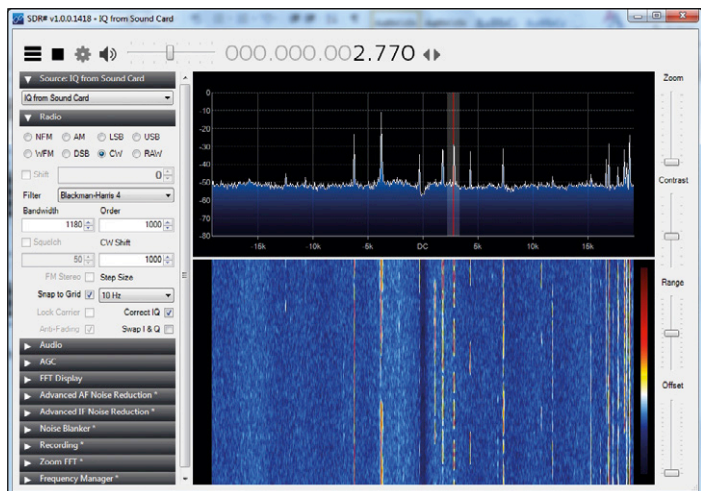 SDR# v1.0.0.1418 - IQ from Sound Card
000.000.002.770
Source: IQ from Sound Card
IQ from Sound Card
Radio
NFM AM LSB USB
WFM DSB CW RAW
Shift 0
Filter Blackman-Harris 4
Bandwidth Order
1180 1000
Squelch CW Shift
50 1000
FM Stereo Step Size
Snap to Grid 10 Hz
Lock Carrier Correct IQ
Anti-Fading Swap I & Q
Audio
AGC
FFT Display
Advanced AF Noise Reduction *
Advanced IF Noise Reduction *
Noise Blanker *
Recording *
Zoom FFT *
Frequency Manager *
0
-10
-20
-30
-40
-50
-60
-70
-80
-15k -10k -5k DC 5k 10k 15k
Zoom
Contrast
Range
Offset